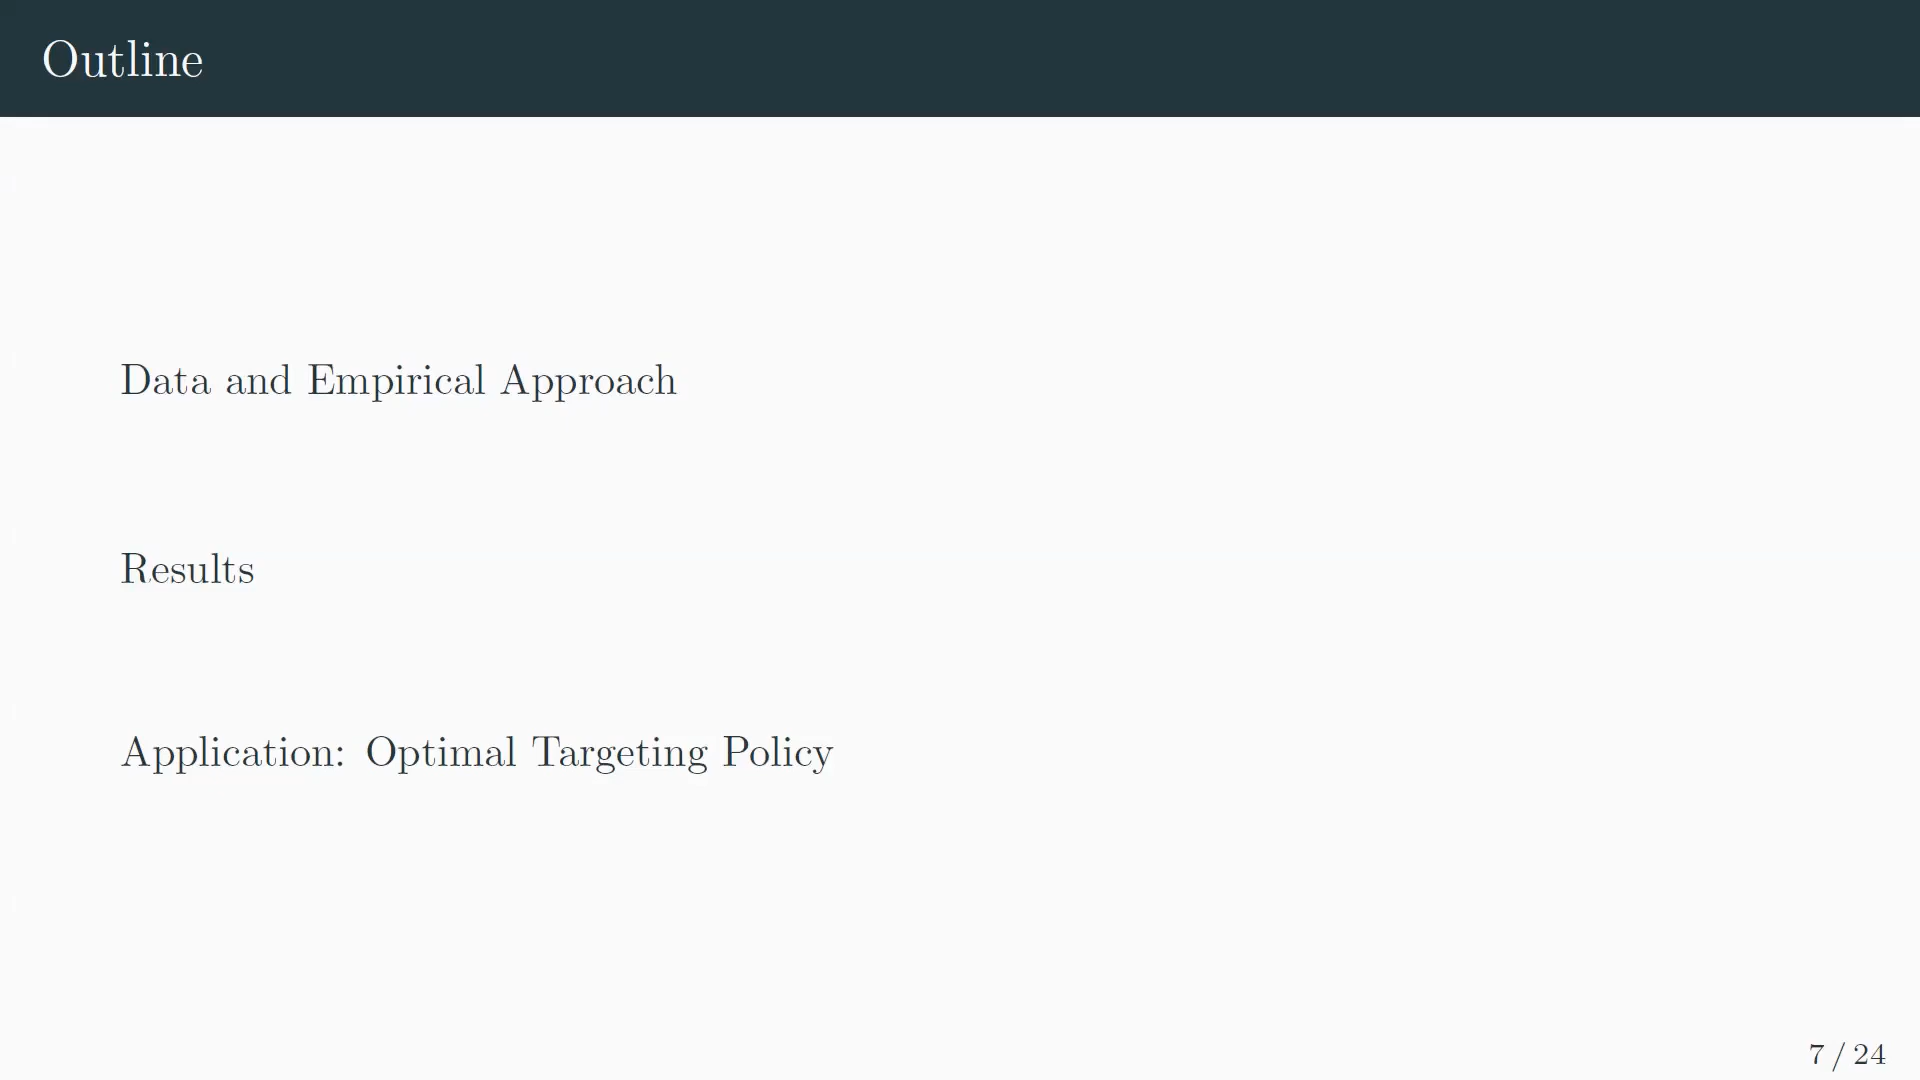 Outline
Data and Empirical Approach
Results
Application: Optimal Targeting Policy
7 / 24